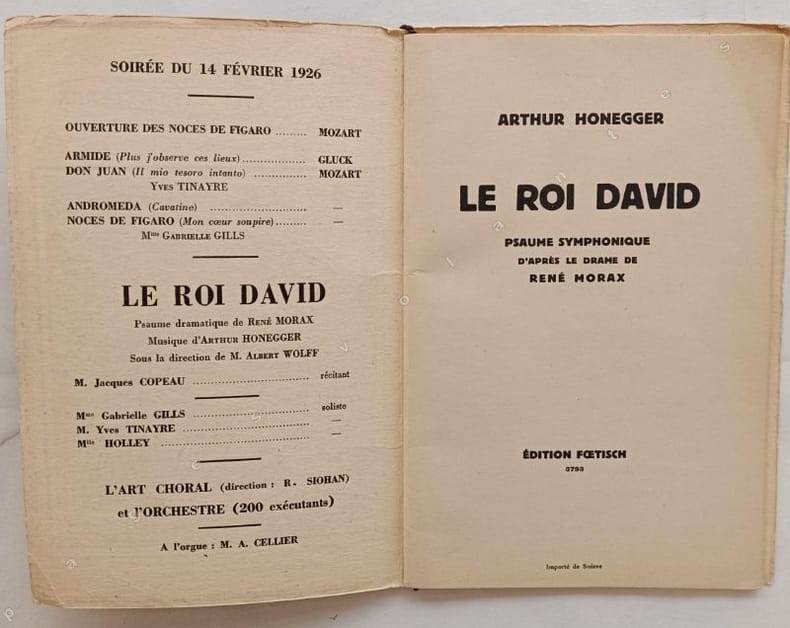 SOIRÉE DU 14 FÉVRIER 1926
OUVERTURE DES NOCES DE FIGARO ......... MOZART
ARMIDE (Plus j'observe ces lieux).................. GLUCK
DON JUAN (Il mio tesoro intanto) ............... MOZART
Yves TINAYRE
ANDROMEDA (Cavatine) ........................... —
NOCES DE FIGARO (Mon cœur soupire)......... —
Mme Gabrielle GILLS
LE ROI DAVID
Psaume dramatique de René MORAX
Musique d'Arthur HONEGGER
Sous la direction de M. Albert WOLFF
M. Jacques COPEAU ................................. récitant
Mme Gabrielle GILLS ................................. soliste
M. Yves TINAYRE ................................. —
Mlle HOLLEY ................................. —
L'ART CHORAL (direction : R. SIOHAN)
et l'ORCHESTRE (200 exécutants)
A l'orgue : M. A. CELLIER
ARTHUR HONEGGER
LE ROI DAVID
PSAUME SYMPHONIQUE
D'APRÈS LE DRAME DE
RENÉ MORAX
ÉDITION FŒTISCH
3793
Importé de Suisse